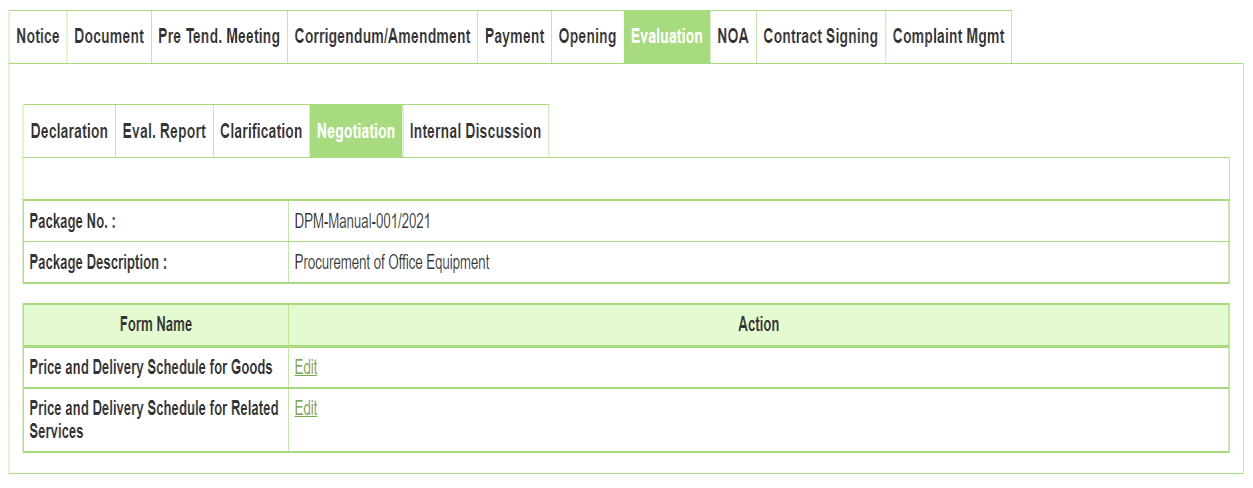 Notice Document Pre Tend. Meeting Corrigendum/Amendment Payment Opening Evaluation NOA Contract Signing Complaint Mgmt
Declaration Eval. Report Clarification Negotiation Internal Discussion
Package No. : DPM-Manual-001/2021
Package Description : Procurement of Office Equipment
Form Name Action
Price and Delivery Schedule for Goods Edit
Price and Delivery Schedule for Related Edit
Services